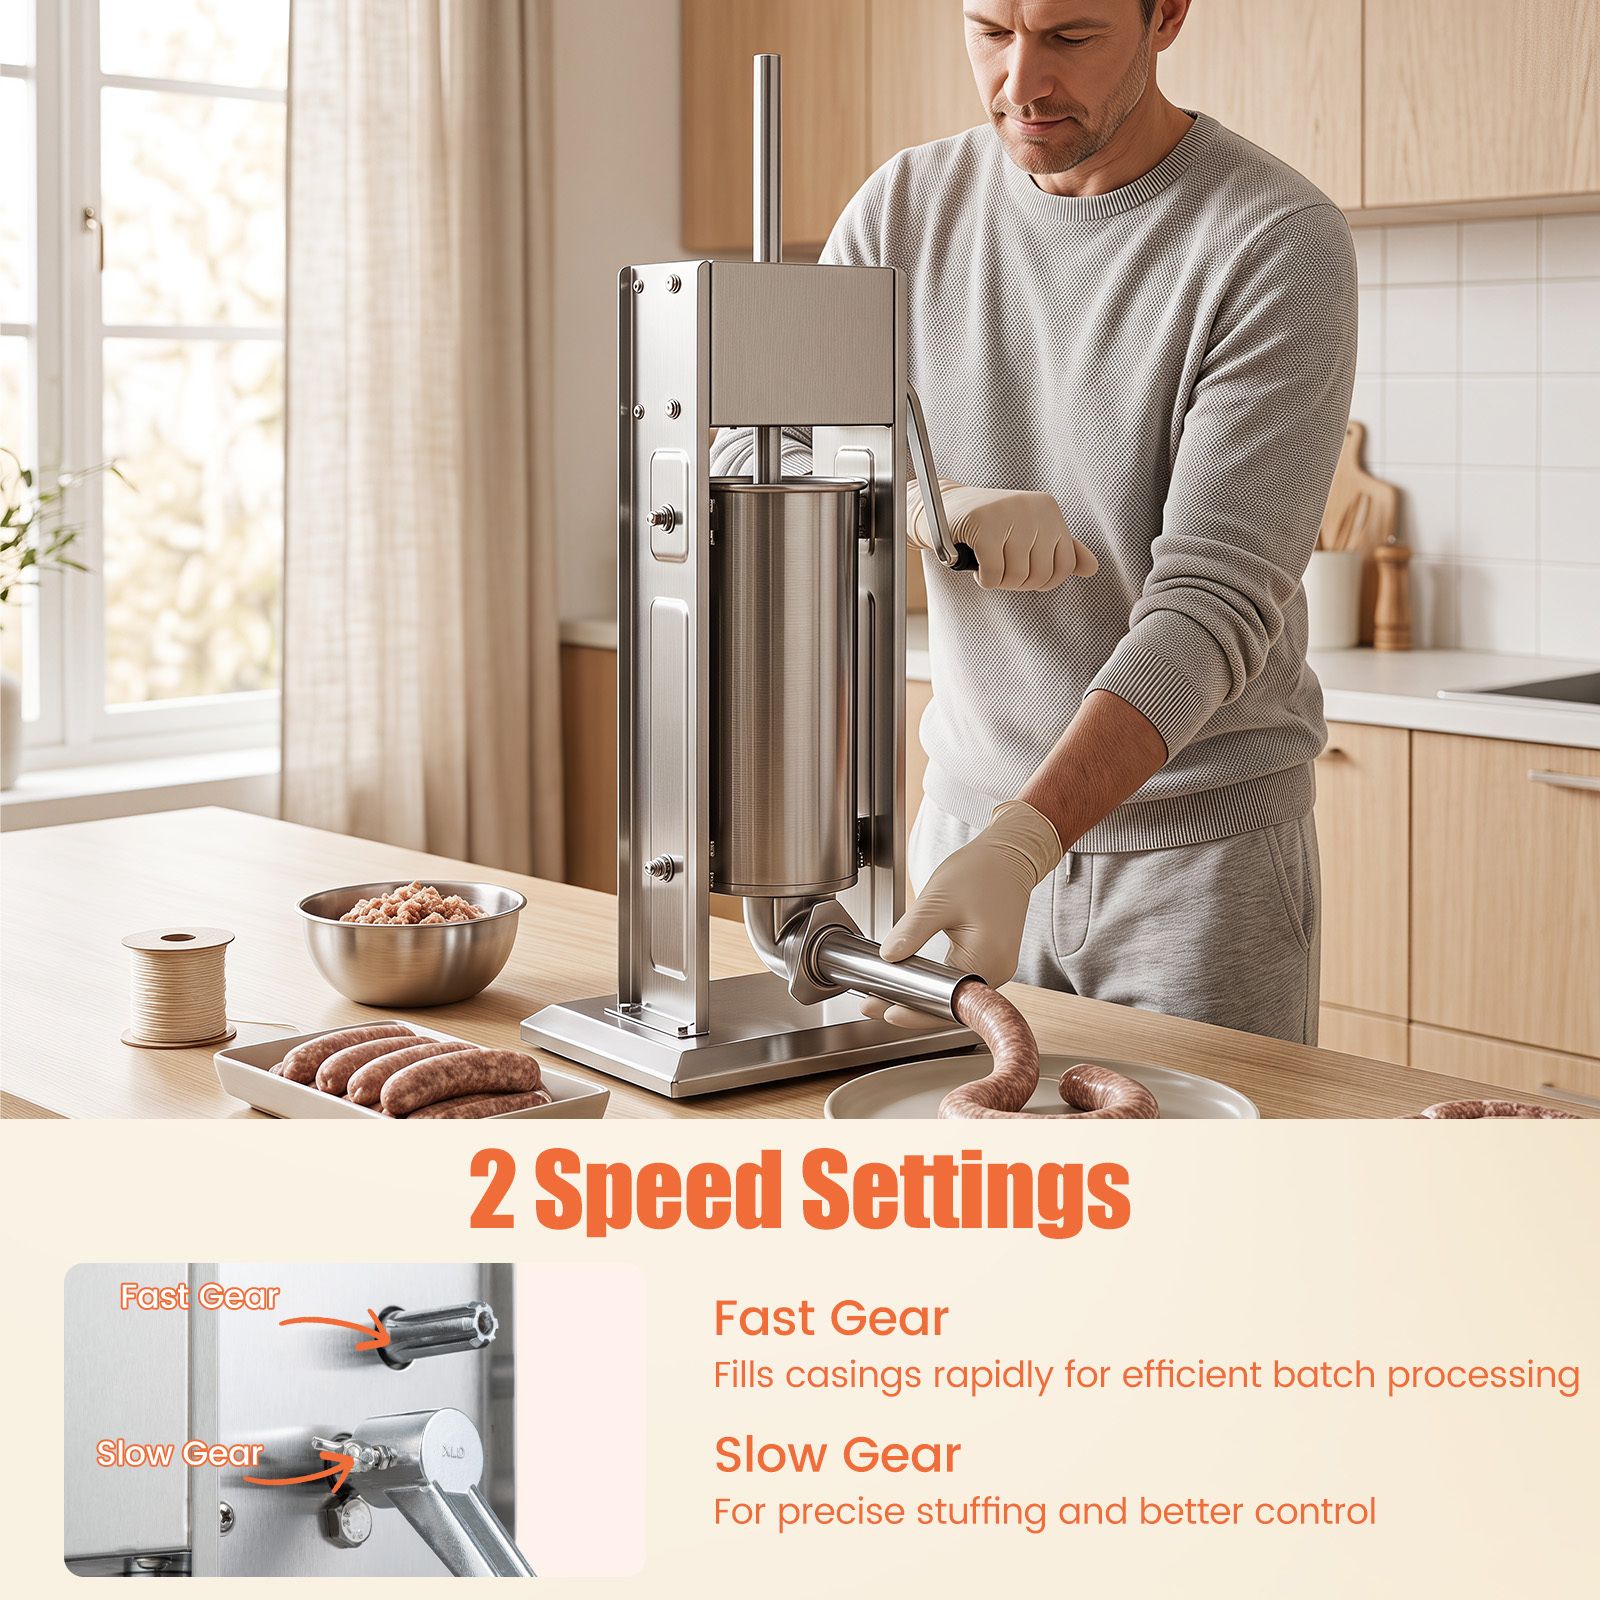 2 Speed Settings
Fast Gear
Slow Gear
XLD
Fast Gear
Fills casings rapidly for efficient batch processing
Slow Gear
For precise stuffing and better control